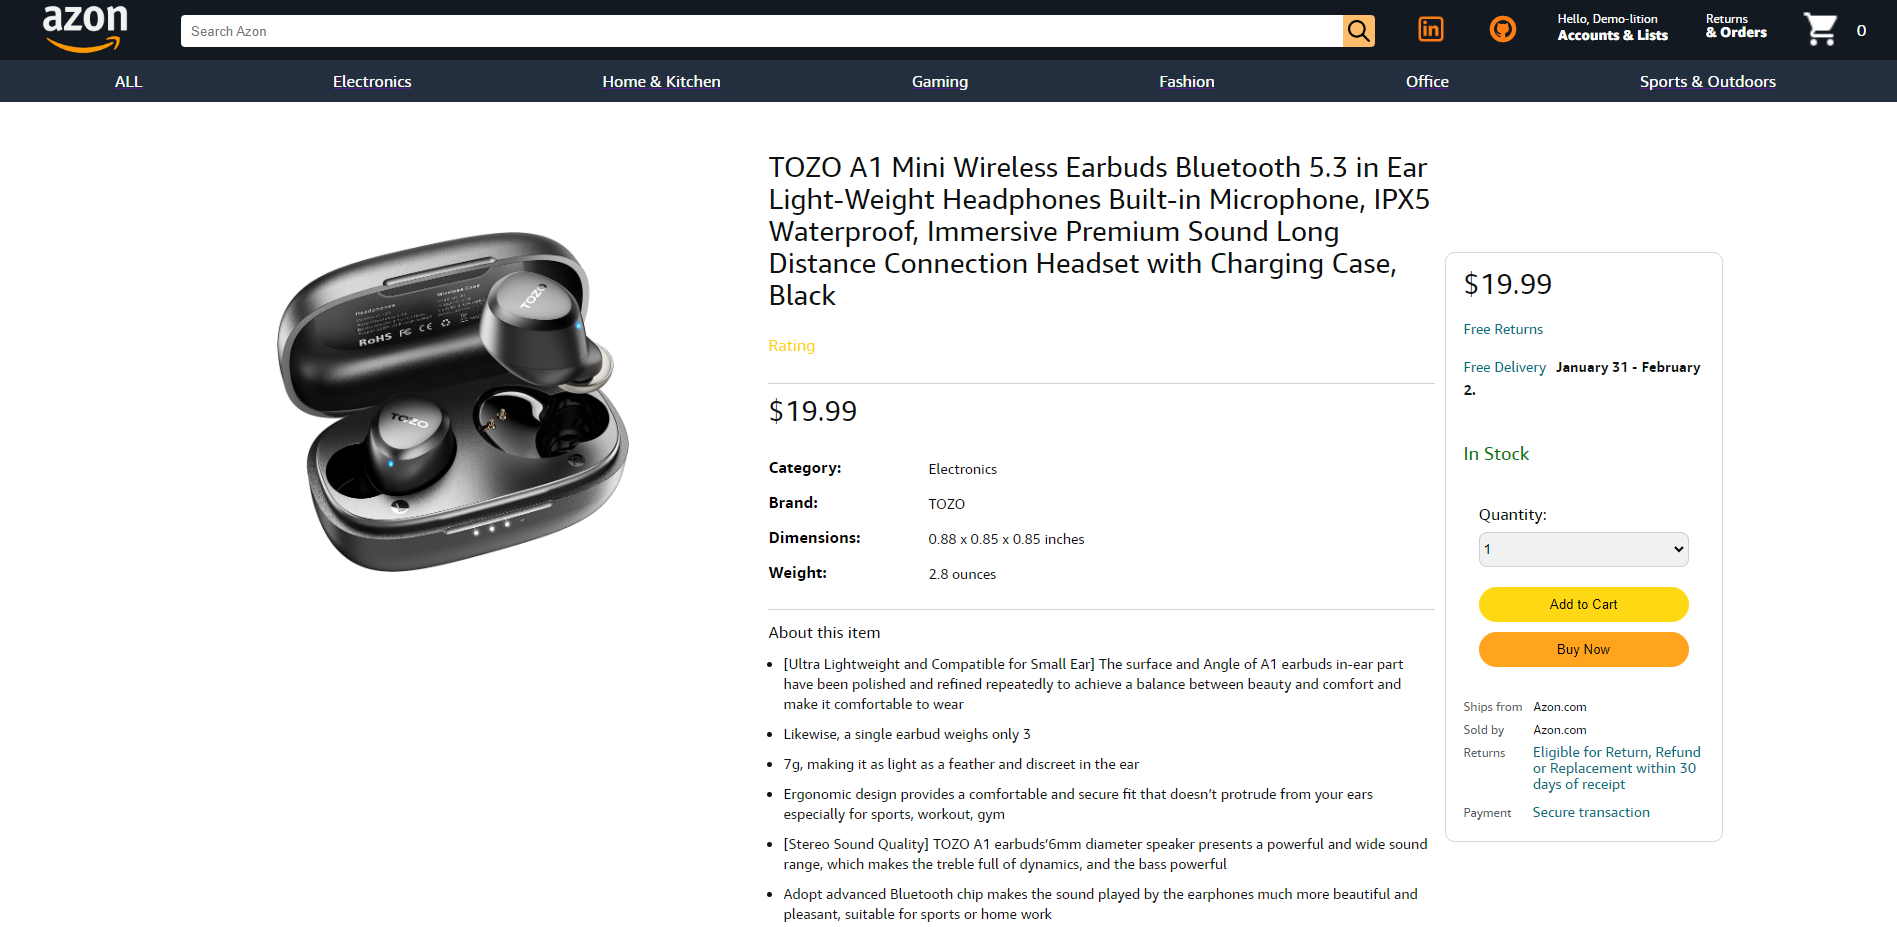 azon
Search Azon
Hello, Demo-lition
Accounts & Lists
Returns
& Orders
0
ALL
Electronics
Home & Kitchen
Gaming
Fashion
Office
Sports & Outdoors
TOZO
TOZO
Headphones
Wireless Case
RoHS
TOZO A1 Mini Wireless Earbuds Bluetooth 5.3 in Ear
Light-Weight Headphones Built-in Microphone, IPX5
Waterproof, Immersive Premium Sound Long
Distance Connection Headset with Charging Case,
Black
Rating
$19.99
Category: Electronics
Brand: TOZO
Dimensions: 0.88 x 0.85 x 0.85 inches
Weight: 2.8 ounces
About this item
• [Ultra Lightweight and Compatible for Small Ear] The surface and Angle of A1 earbuds in-ear part
have been polished and refined repeatedly to achieve a balance between beauty and comfort and
make it comfortable to wear
• Likewise, a single earbud weighs only 3
• 7g, making it as light as a feather and discreet in the ear
• Ergonomic design provides a comfortable and secure fit that doesn’t protrude from your ears
especially for sports, workout, gym
• [Stereo Sound Quality] TOZO A1 earbuds’6mm diameter speaker presents a powerful and wide sound
range, which makes the treble full of dynamics, and the bass powerful
• Adopt advanced Bluetooth chip makes the sound played by the earphones much more beautiful and
pleasant, suitable for sports or home work
$19.99
Free Returns
Free Delivery January 31 - February
2.
In Stock
Quantity:
1
Add to Cart
Buy Now
Ships from Azon.com
Sold by Azon.com
Returns Eligible for Return, Refund
or Replacement within 30
days of receipt
Payment Secure transaction